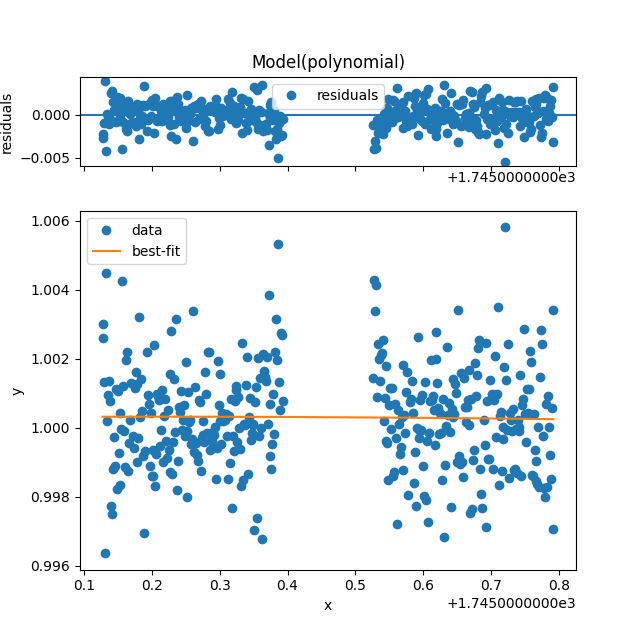 Model(polynomial)
residuals
0.000
−0.005
residuals
+1.7450000000e3
1.006
1.004
1.002
1.000
0.998
0.996
y
data
best-fit
0.1 0.2 0.3 0.4 0.5 0.6 0.7 0.8
x
+1.7450000000e3